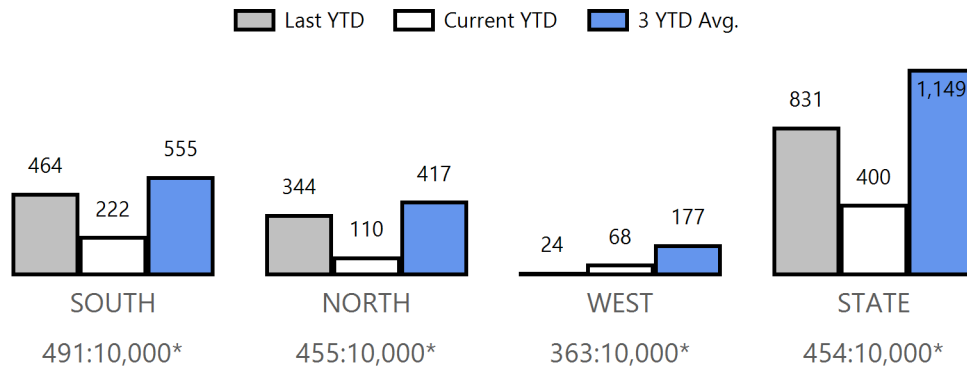 Last YTD Current YTD 3 YTD Avg.
464 222 555 344 110 417 24 68 177 831 400 1,149
SOUTH NORTH WEST STATE
491:10,000* 455:10,000* 363:10,000* 454:10,000*